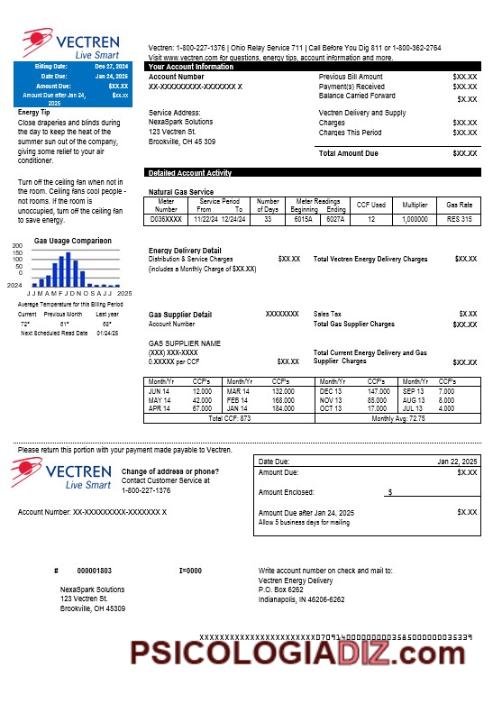 VECTREN
Live Smart
Vectren: 1-800-227-1376 | Ohio Relay Service 711 | Call Before You Dig 811 or 1-800-362-2764
Visit www.vectren.com for questions, energy tips, account information and more.
Billing Date: Dec 27, 2024
Date Due: Jan 24, 2025
Amount Due: $XX.XX
Amount Due after Jan 24, 2025 $xx.xx
Energy Tip
Close draperies and blinds during
the day to keep the heat of the
summer sun out of the company,
giving some relief to your air
conditioner.
Turn off the ceiling fan when not in
the room. Ceiling fans cool people -
not rooms. If the room is
unoccupied, turn off the ceiling fan
to save energy.
Gas Usage Comparison
200
150
100
50
0
2024 J J M A M F J D N O S A J J 2025
Average Temperature for this Billing Period
Current Previous Month Last year
72° 61° 68°
Next Scheduled Read Date 01/24/25
Your Account Information
Account Number
XX-XXXXXXXXX-XXXXXXX X
Service Address:
NexaSpark Solutions
123 Vectren St.
Brookville, OH 45 309
Previous Bill Amount $XX.XX
Payment(s) Received $XX.XX
Balance Carried Forward $X.XX
Vectren Delivery and Supply
Charges $XX.XX
Charges This Period $XX.XX
Total Amount Due $XX.XX
Detailed Account Activity
Natural Gas Service
Meter Number Service Period From To Number of Days Meter Readings Beginning Ending CCF Used Multiplier Gas Rate
D036XXXX 11/22/24 12/24/24 33 6015A 6027A 12 1,000000 RES 315
Energy Delivery Detail
Distribution & Service Charges $XX.XX Total Vectren Energy Delivery Charges $XX.XX
(includes a Monthly Charge of $XX.XX)
Gas Supplier Detail XXXXXXXX Sales Tax $X.XX
Account Number Total Gas Supplier Charges $XX.XX
GAS SUPPLIER NAME
(XXX) XXX-XXXX
0.XXXXX per CCF $XX.XX Total Current Energy Delivery and Gas
Supplier Charges $XX.XX
Month/Yr CCF's Month/Yr CCF's Month/Yr CCF's Month/Yr CCF's
JUN 14 12.000 MAR 14 132.000 DEC 13 147.000 SEP 13 7.000
MAY 14 42.000 FEB 14 168.000 NOV 13 85.000 AUG 13 8.000
APR 14 67.000 JAN 14 184.000 OCT 13 17.000 JUL 13 4.000
Total CCF: 873 Monthly Avg: 72.75
Please return this portion with your payment made payable to Vectren.
VECTREN
Live Smart
Change of address or phone?
Contact Customer Service at
1-800-227-1376
Account Number: XX-XXXXXXXXX-XXXXXXX X
Date Due: Jan 22, 2025
Amount Due: $X.XX
Amount Enclosed: $
Amount Due after Jan 24, 2025 $X.XX
Allow 5 business days for mailing
# 000001803 I=0000
NexaSpark Solutions
123 Vectren St.
Brookville, OH 45309
Write account number on check and mail to:
Vectren Energy Delivery
P.O. Box 6262
Indianapolis, IN 46206-6262
PSICOLOGIADIZ.com